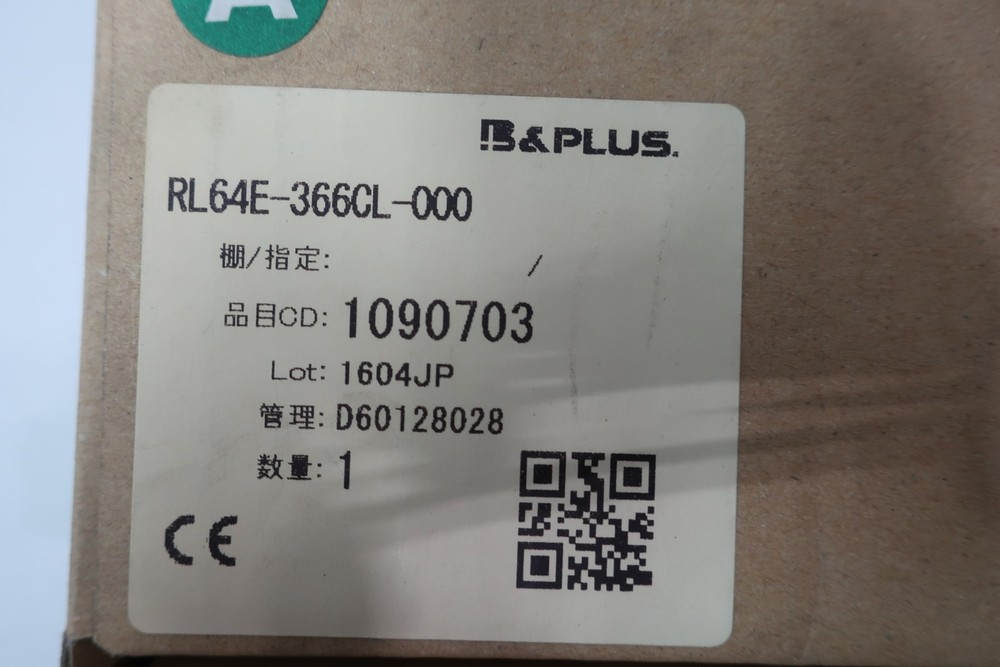 A
B&PLUS.
RL64E-366CL-000
棚/指定: /
品目CD: 1090703
Lot: 1604JP
管理: D60128028
数量: 1
CE